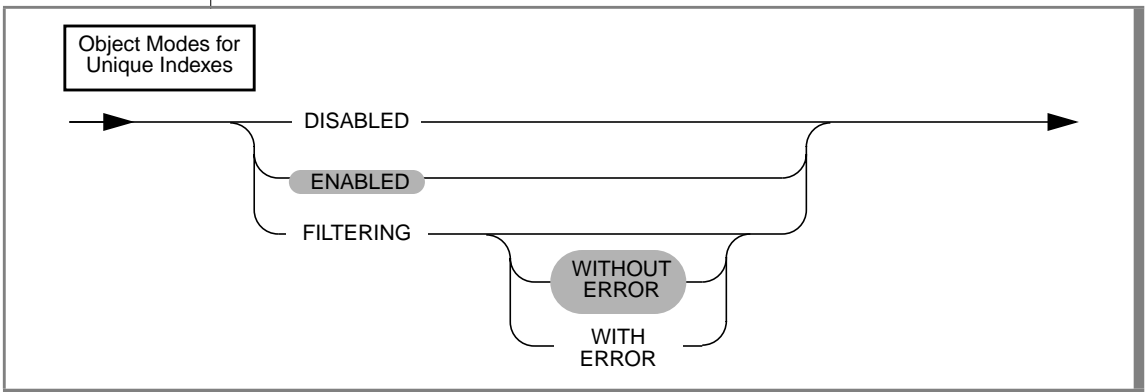 Object Modes for
Unique Indexes
DISABLED
ENABLED
FILTERING
WITHOUT
ERROR
WITH
ERROR